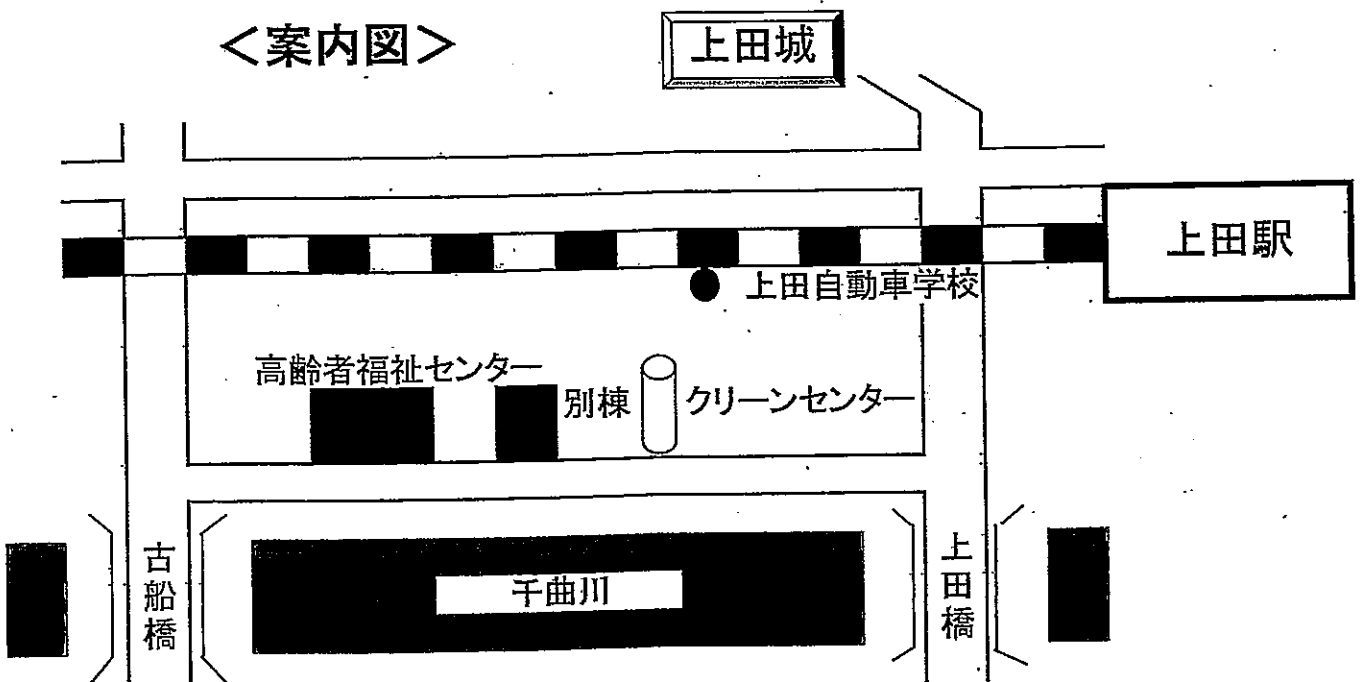 ＜案内図＞
上田城
上田駅
上田自動車学校
高齢者福祉センター
別棟
クリーンセンター
古船橋
千曲川
上田橋